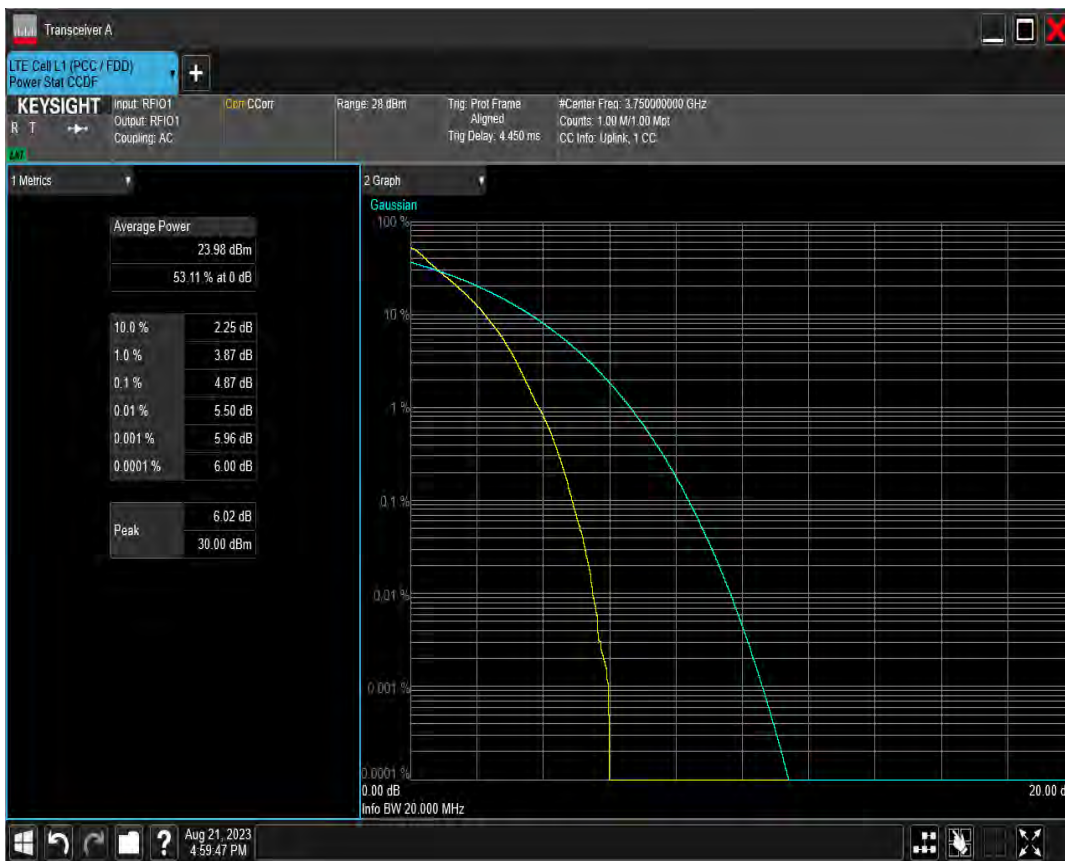 Transceiver A
LTE Cell L1 (PCC / FDD)
Power Stat CCDF
+
KEYSIGHT
R T
LXI
Input: RFIO1
Output: RFIO1
Coupling: AC
Corr CCorr
Range: 28 dBm
Trig: Prot Frame
Aligned
Trig Delay: 4.450 ms
#Center Freq: 3.750000000 GHz
Counts: 1.00 M/1.00 Mpt
CC Info: Uplink, 1 CC
1 Metrics
Average Power
23.98 dBm
53.11 % at 0 dB
10.0 % 2.25 dB
1.0 % 3.87 dB
0.1 % 4.87 dB
0.01 % 5.50 dB
0.001 % 5.96 dB
0.0001 % 6.00 dB
Peak
6.02 dB
30.00 dBm
2 Graph
Gaussian
100 %
10 %
1 %
0.1 %
0.01 %
0.001 %
0.0001 %
0.00 dB
20.00 d
Info BW 20.000 MHz
?
Aug 21, 2023
4:59:47 PM